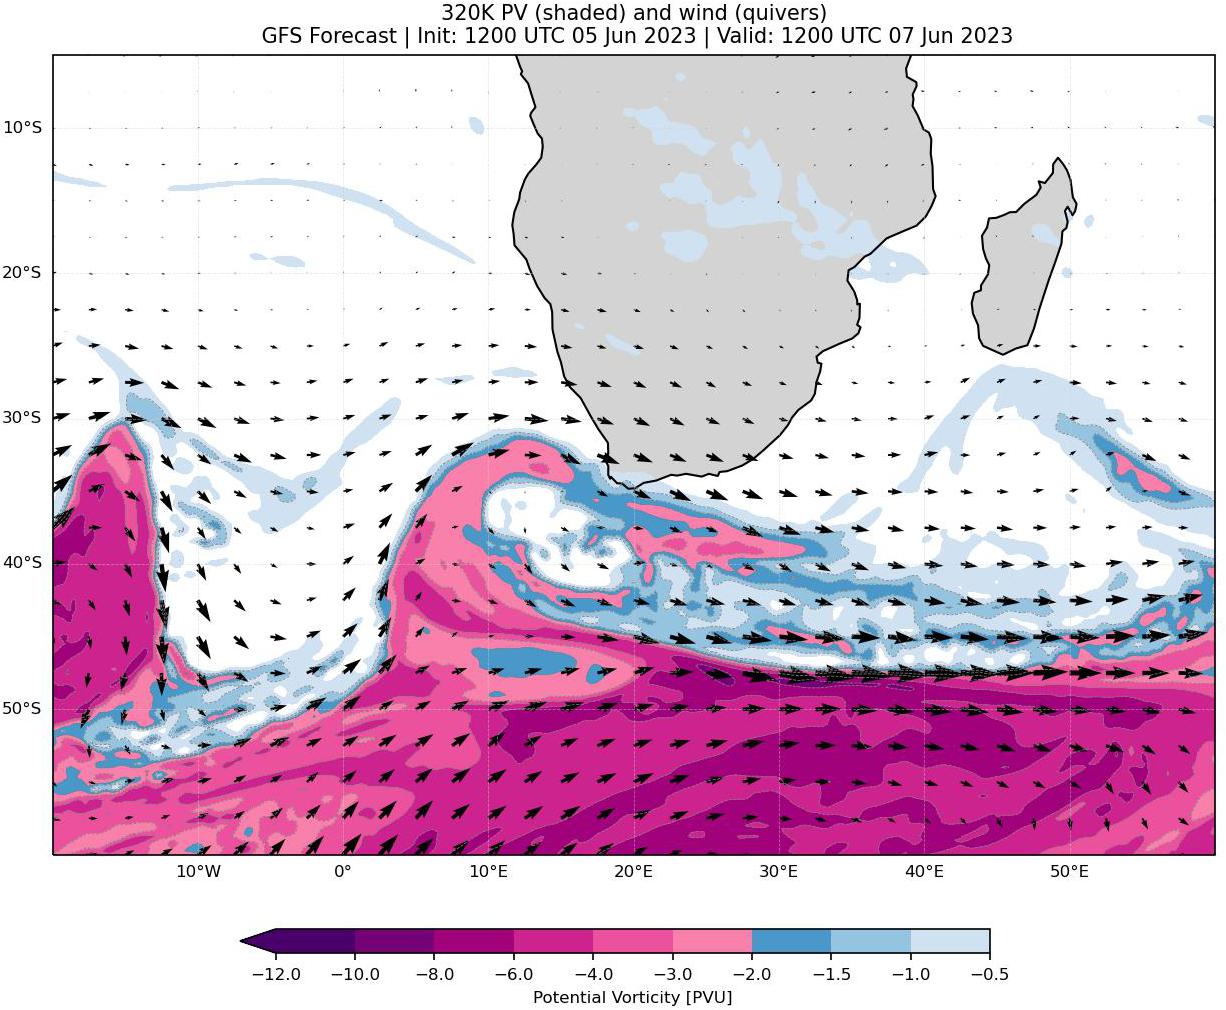 320K PV (shaded) and wind (quivers)
GFS Forecast | Init: 1200 UTC 05 Jun 2023 | Valid: 1200 UTC 07 Jun 2023
10°S
20°S
30°S
40°S
50°S
10°W 0° 10°E 20°E 30°E 40°E 50°E
−12.0 −10.0 −8.0 −6.0 −4.0 −3.0 −2.0 −1.5 −1.0 −0.5
Potential Vorticity [PVU]